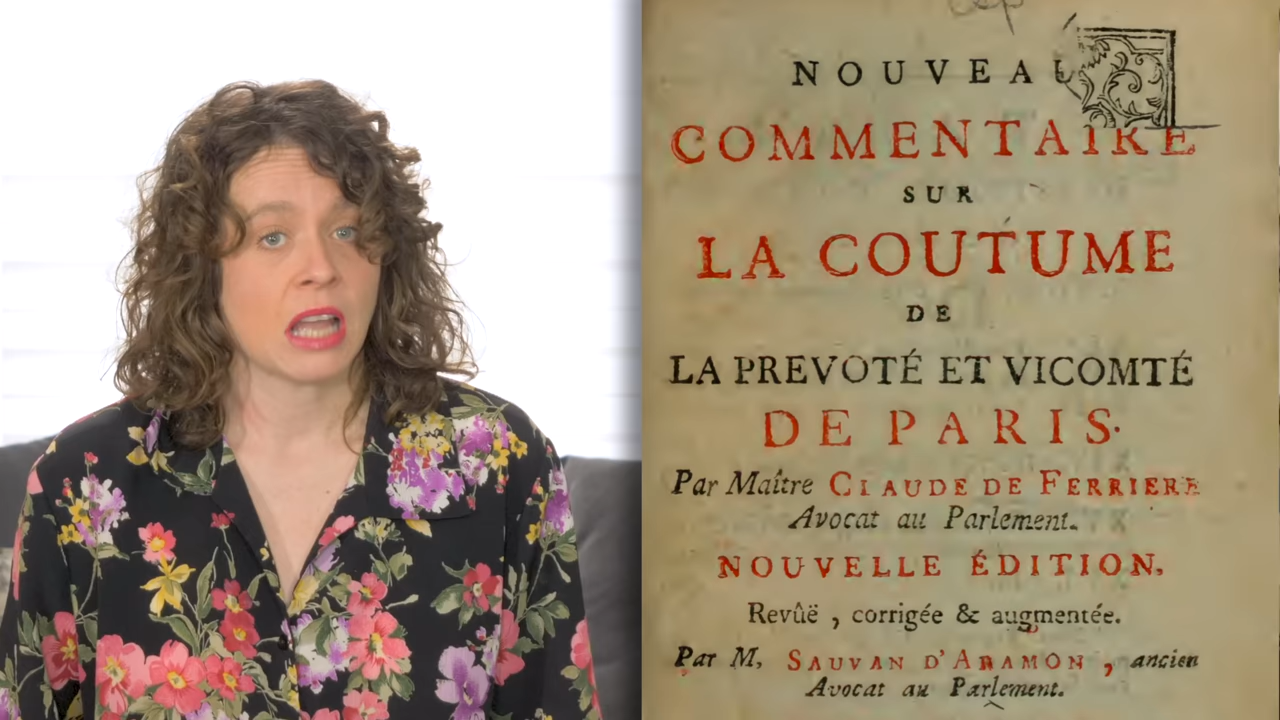 NOUVEAU
COMMENTAIRE
SUR
LA COUTUME
DE
LA PREVOTÉ ET VICOMTÉ
DE PARIS.
Par Maître CLAUDE DE FERRIERE
Avocat au Parlement.
NOUVELLE ÉDITION,
Revûë, corrigée & augmentée.
Par M, SAUVAN D'ARAMON, ancien
Avocat au Parlement.